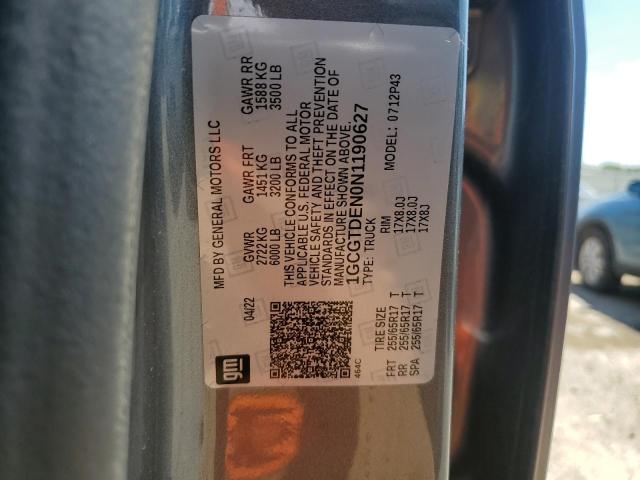 gm
04/22
MFD BY GENERAL MOTORS LLC
GVWR GAWR FRT GAWR RR
2722 KG 1451 KG 1588 KG
6000 LB 3200 LB 3500 LB
THIS VEHICLE CONFORMS TO ALL
APPLICABLE U.S. FEDERAL MOTOR
VEHICLE SAFETY AND THEFT PREVENTION
STANDARDS IN EFFECT ON THE DATE OF
MANUFACTURE SHOWN ABOVE.
1GCGTDEN0N1190627
TYPE: TRUCK MODEL: 0712P43
464C
TIRE SIZE RIM
FRT 255/65R17 T 17X8.0J
RR 255/65R17 T 17X8.0J
SPA 255/65R17 T 17X8J